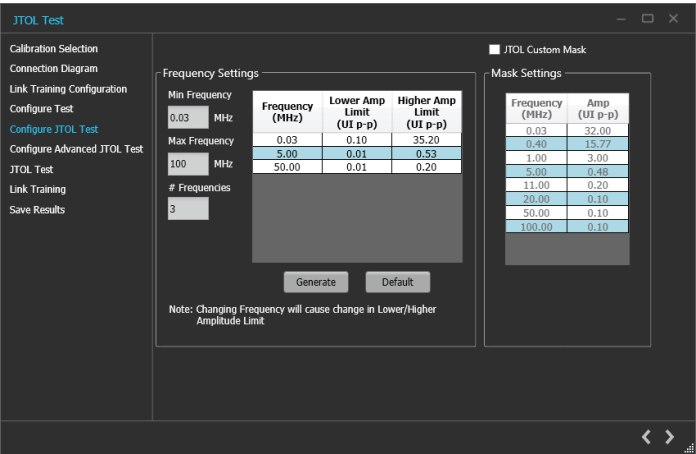 JTOL Test
Calibration Selection
Connection Diagram
Link Training Configuration
Configure Test
Configure JTOL Test
Configure Advanced JTOL Test
JTOL Test
Link Training
Save Results
JTOL Custom Mask
Frequency Settings
Min Frequency
0.03 MHz
Max Frequency
100 MHz
# Frequencies
3
Frequency (MHz) Lower Amp Limit (UI p-p) Higher Amp Limit (UI p-p)
0.03 0.10 35.20
5.00 0.01 0.53
50.00 0.01 0.20
Generate Default
Note: Changing Frequency will cause change in Lower/Higher
Amplitude Limit
Mask Settings
Frequency (MHz) Amp (UI p-p)
0.03 32.00
0.40 15.77
1.00 3.00
5.00 0.48
11.00 0.20
20.00 0.10
50.00 0.10
100.00 0.10